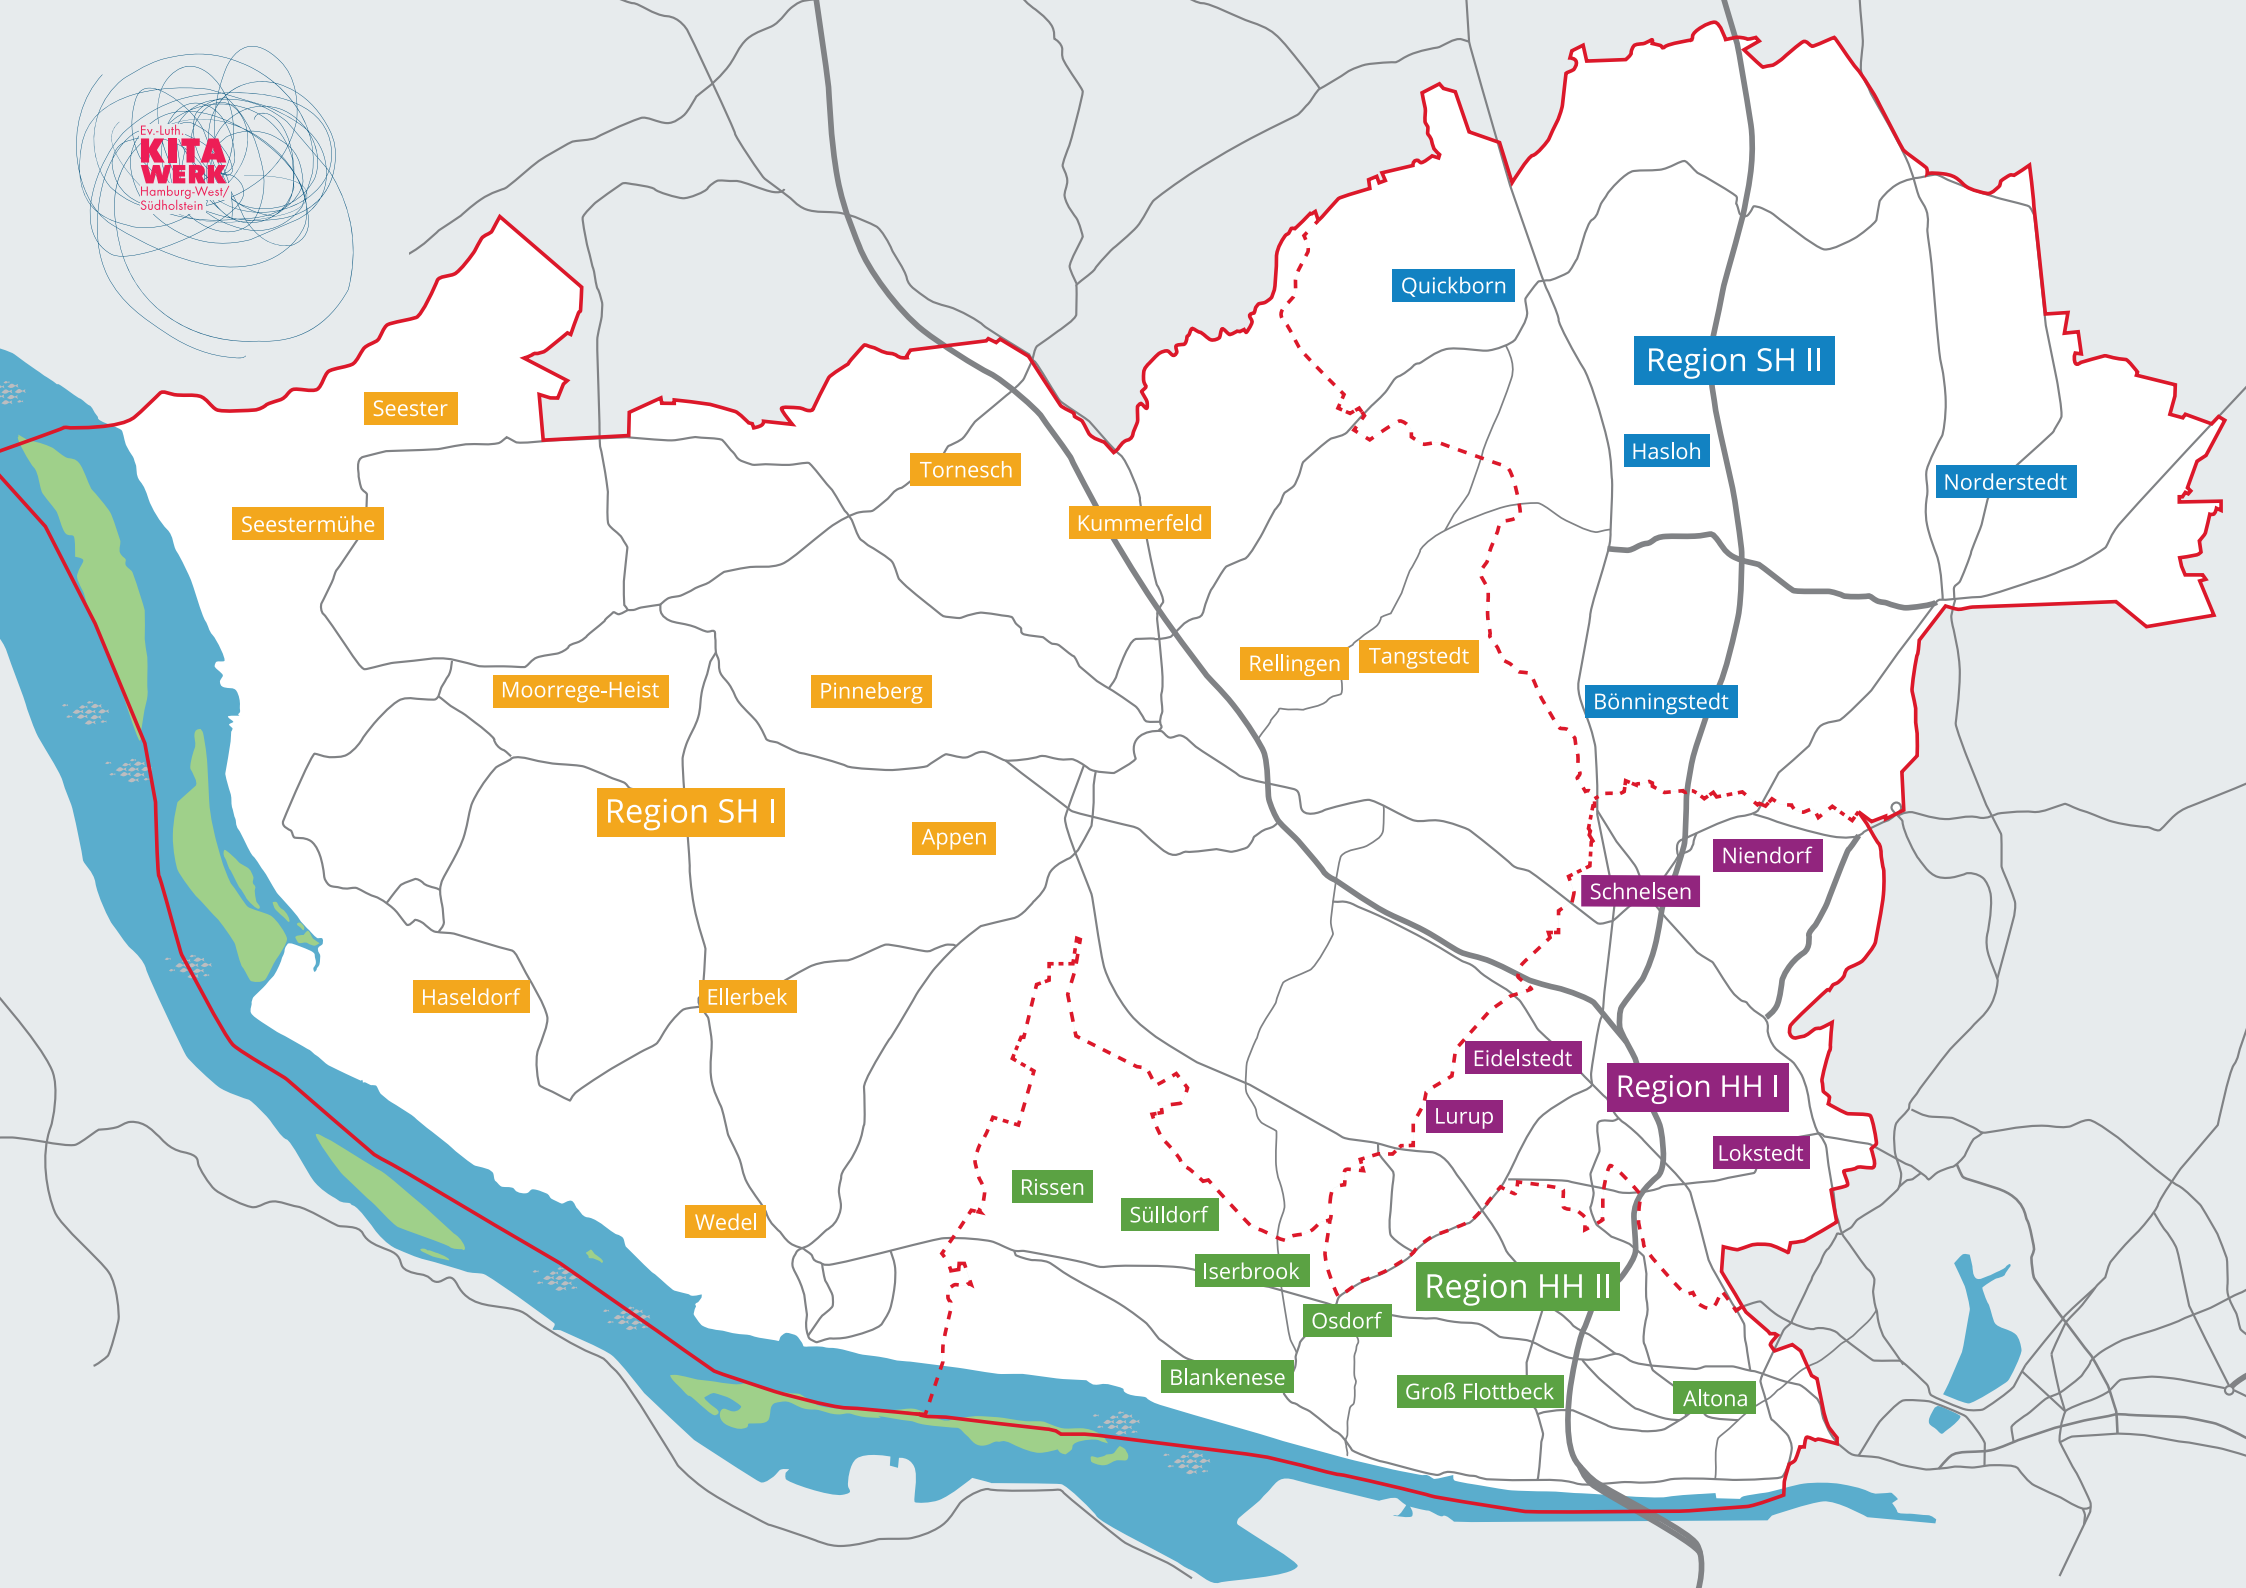 Ev.-Luth.
KITA
WERK
Hamburg-West/
Südholstein
Quickborn
Region SH II
Seester
Hasloh
Tornesch
Norderstedt
Seestermühe
Kummerfeld
Rellingen
Tangstedt
Moorrege-Heist
Pinneberg
Bönningstedt
Region SH I
Appen
Niendorf
Schnelsen
Haseldorf
Ellerbek
Eidelstedt
Region HH I
Lurup
Lokstedt
Rissen
Sülldorf
Wedel
Iserbrook
Region HH II
Osdorf
Blankenese
Groß Flottbeck
Altona